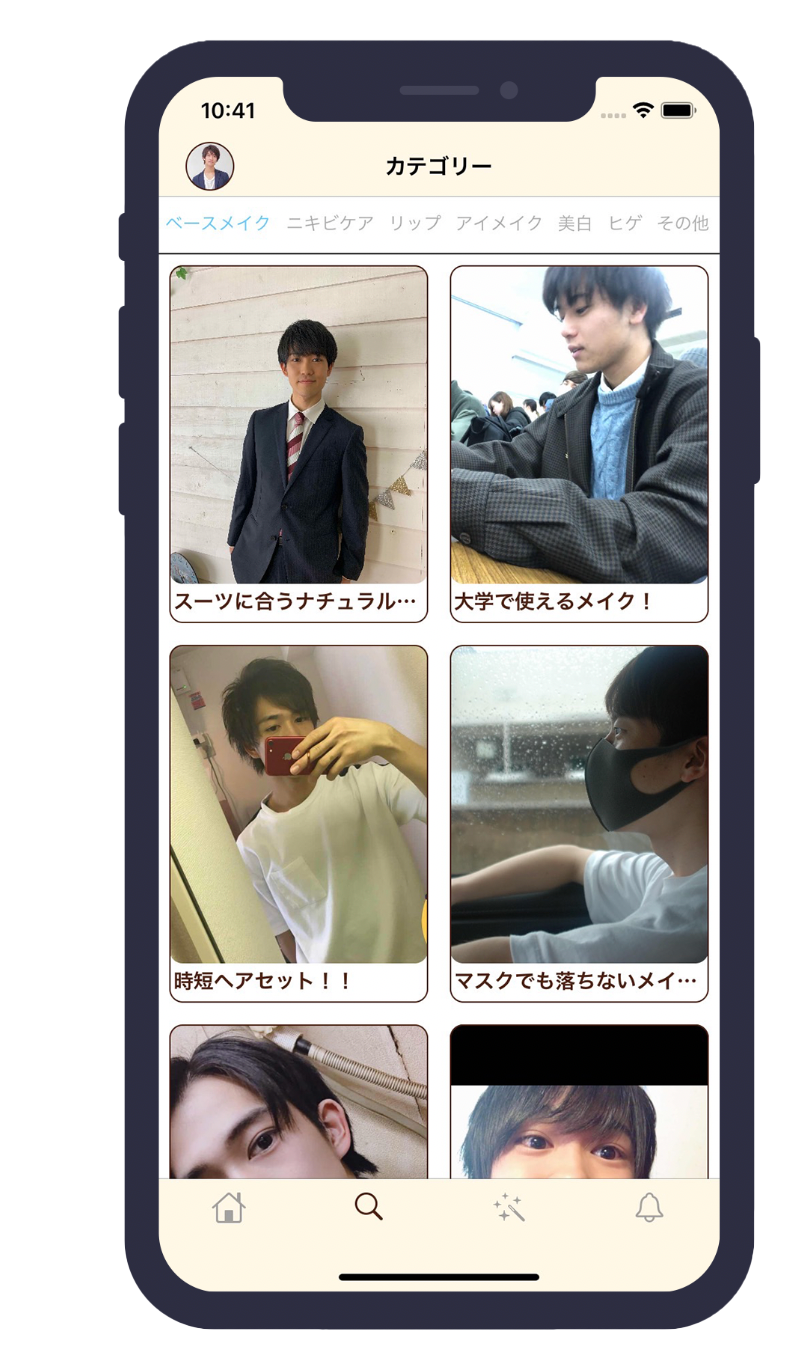 10:41
カテゴリー
ベースメイク ニキビケア リップ アイメイク 美白 ヒゲ その他
スーツに合うナチュラル… 大学で使えるメイク！
時短ヘアセット！！ マスクでも落ちないメイ…